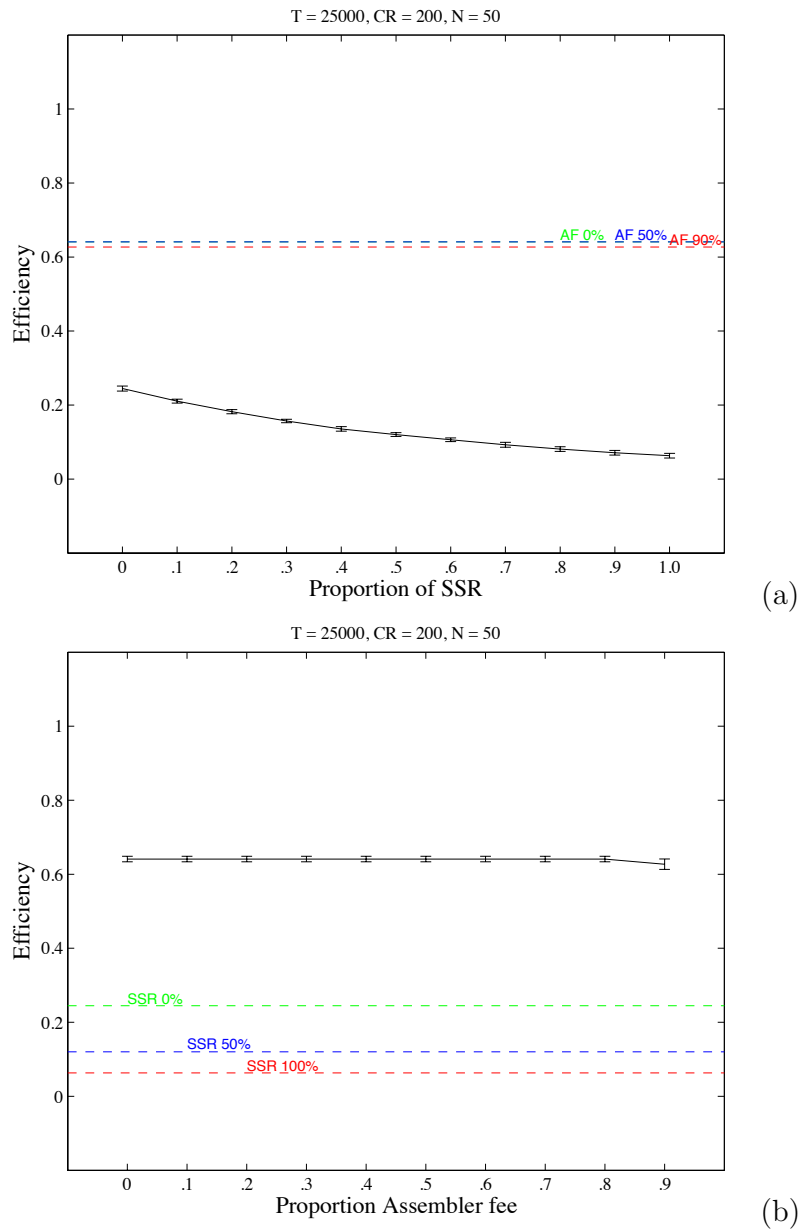 T = 25000, CR = 200, N = 50
1
0.8
AF 0% AF 50% AF 90%
0.6
Efficiency
0.4
0.2
0
0 .1 .2 .3 .4 .5 .6 .7 .8 .9 1.0
Proportion of SSR
(a)
T = 25000, CR = 200, N = 50
1
0.8
0.6
Efficiency
0.4
SSR 0%
0.2
SSR 50%
SSR 100%
0
0 .1 .2 .3 .4 .5 .6 .7 .8 .9
Proportion Assembler fee
(b)